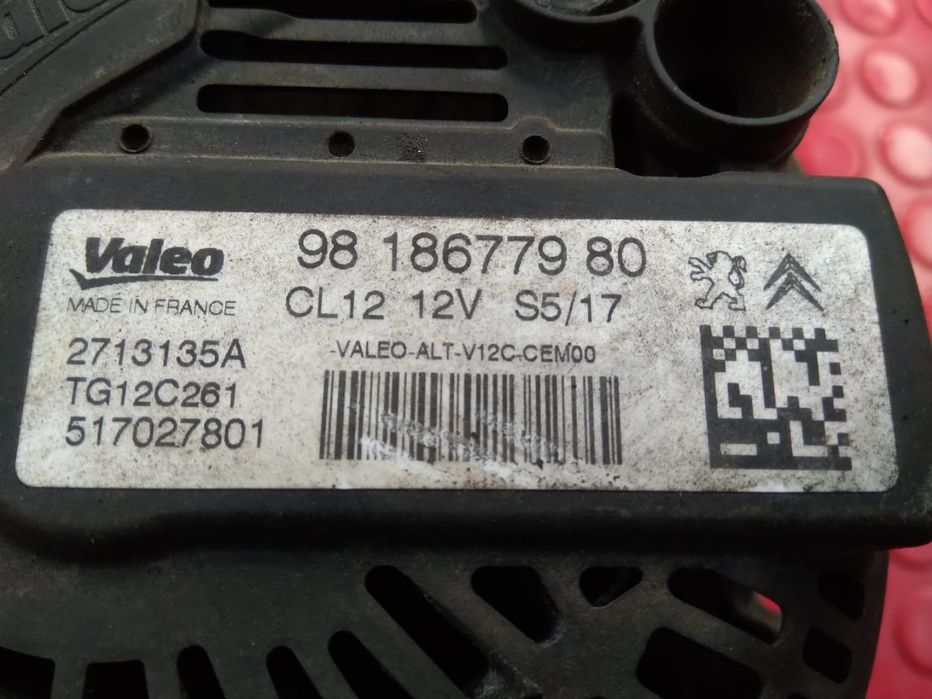 Valeo
MADE IN FRANCE
98 186779 80
CL12 12V S5/17
2713135A
TG12C261
517027801
-VALEO-ALT-V12C-CEM00